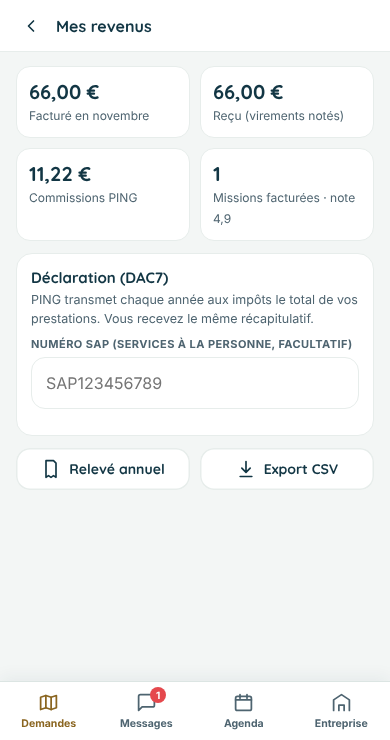 Mes revenus
66,00 €
Facturé en novembre
66,00 €
Reçu (virements notés)
11,22 €
Commissions PING
1
Missions facturées · note
4,9
Déclaration (DAC7)
PING transmet chaque année aux impôts le total de vos
prestations. Vous recevez le même récapitulatif.
NUMÉRO SAP (SERVICES À LA PERSONNE, FACULTATIF)
SAP123456789
Relevé annuel
Export CSV
1
Demandes
Messages
Agenda
Entreprise